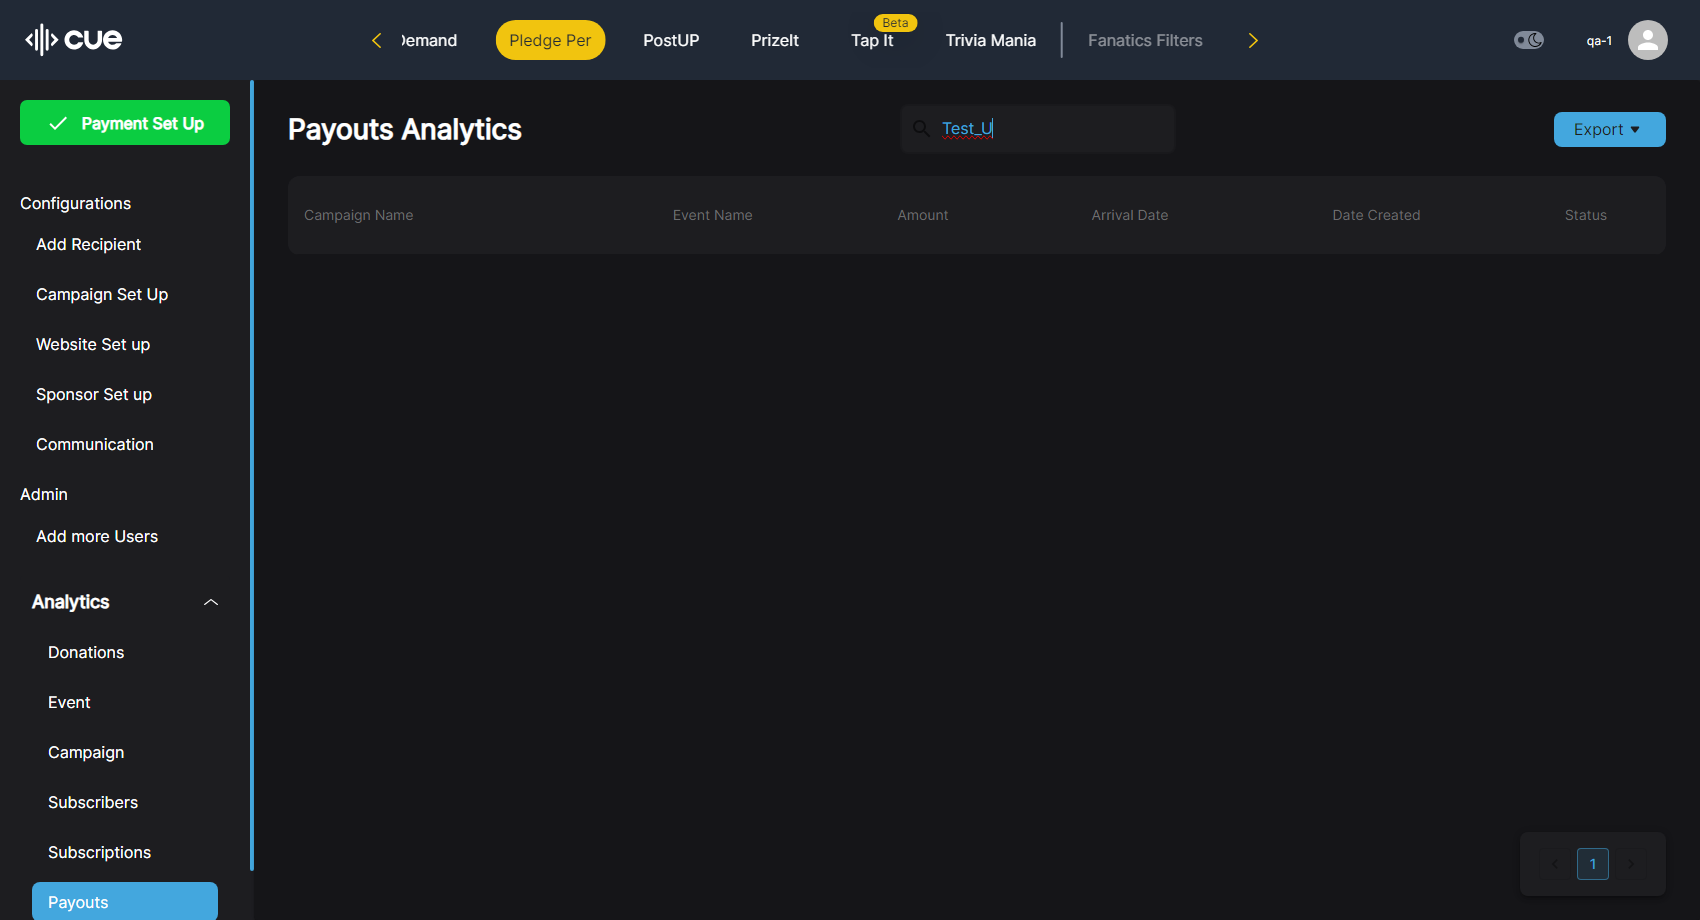 cue
Demand
Pledge Per
PostUP
PrizeIt
Tap It
Beta
Trivia Mania
Fanatics Filters
qa-1
Payment Set Up
Configurations
Add Recipient
Campaign Set Up
Website Set up
Sponsor Set up
Communication
Admin
Add more Users
Analytics
Donations
Event
Campaign
Subscribers
Subscriptions
Payouts
Payouts Analytics
Test_U
Export
Campaign Name
Event Name
Amount
Arrival Date
Date Created
Status
1